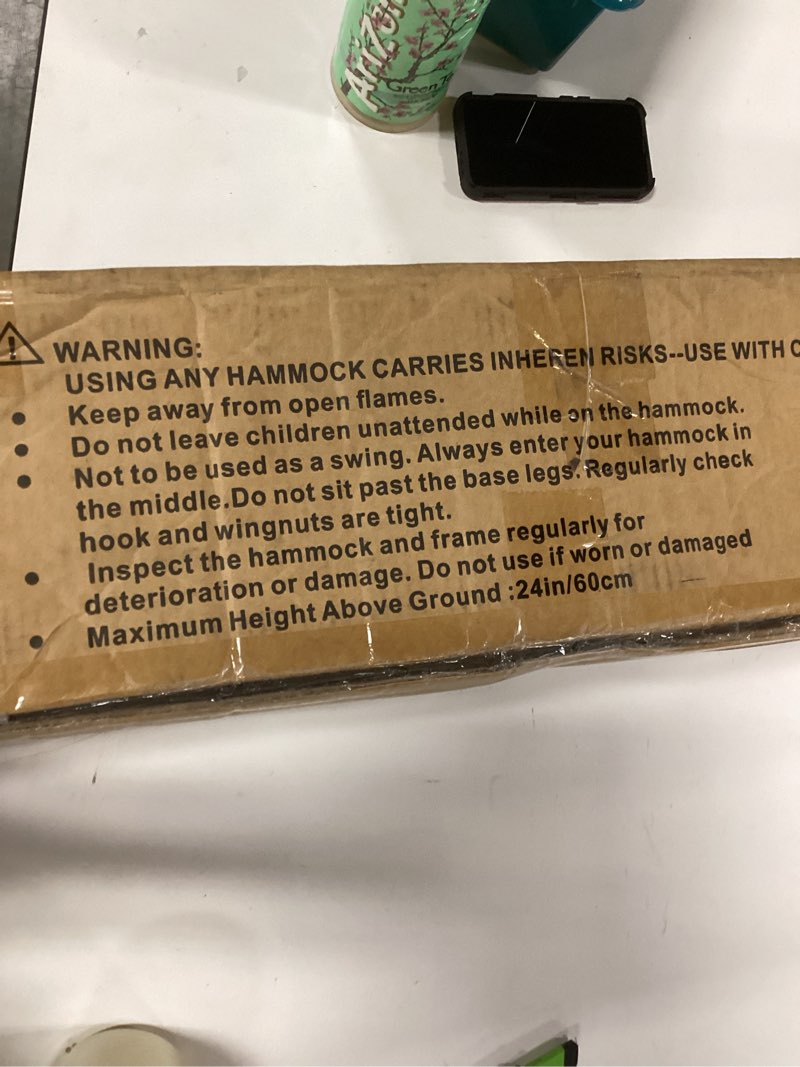 Arizona
Green T
WARNING:
USING ANY HAMMOCK CARRIES INHEREN RISKS--USE WITH C
• Keep away from open flames.
• Do not leave children unattended while on the hammock.
• Not to be used as a swing. Always enter your hammock in
the middle.Do not sit past the base legs. Regularly check
hook and wingnuts are tight.
• Inspect the hammock and frame regularly for
deterioration or damage. Do not use if worn or damaged
• Maximum Height Above Ground :24in/60cm